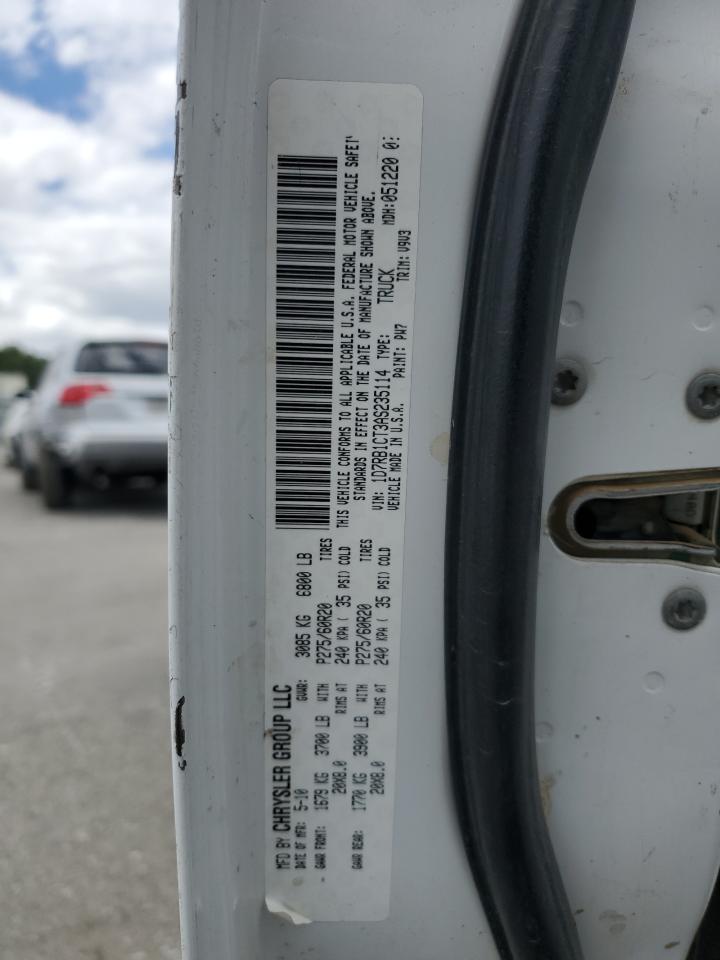 MFD BY CHRYSLER GROUP LLC
DATE OF MFR: 5-10 GVWR: 3085 KG 6800 LB
GAWR FRONT: 1679 KG 3700 LB WITH P275/60R20 TIRES
20X8.0 RIMS AT 240 KPA ( 35 PSI) COLD
GAWR REAR: 1770 KG 3900 LB WITH P275/60R20 TIRES
20X8.0 RIMS AT 240 KPA ( 35 PSI) COLD
THIS VEHICLE CONFORMS TO ALL APPLICABLE U.S.A. FEDERAL MOTOR VEHICLE SAFETY
STANDARDS IN EFFECT ON THE DATE OF MANUFACTURE SHOWN ABOVE.
VIN: 1D7RB1CT3AS235114 TYPE: TRUCK MDH: 051220
VEHICLE MADE IN U.S.A. PAINT: PW7 TRIM: V9V3